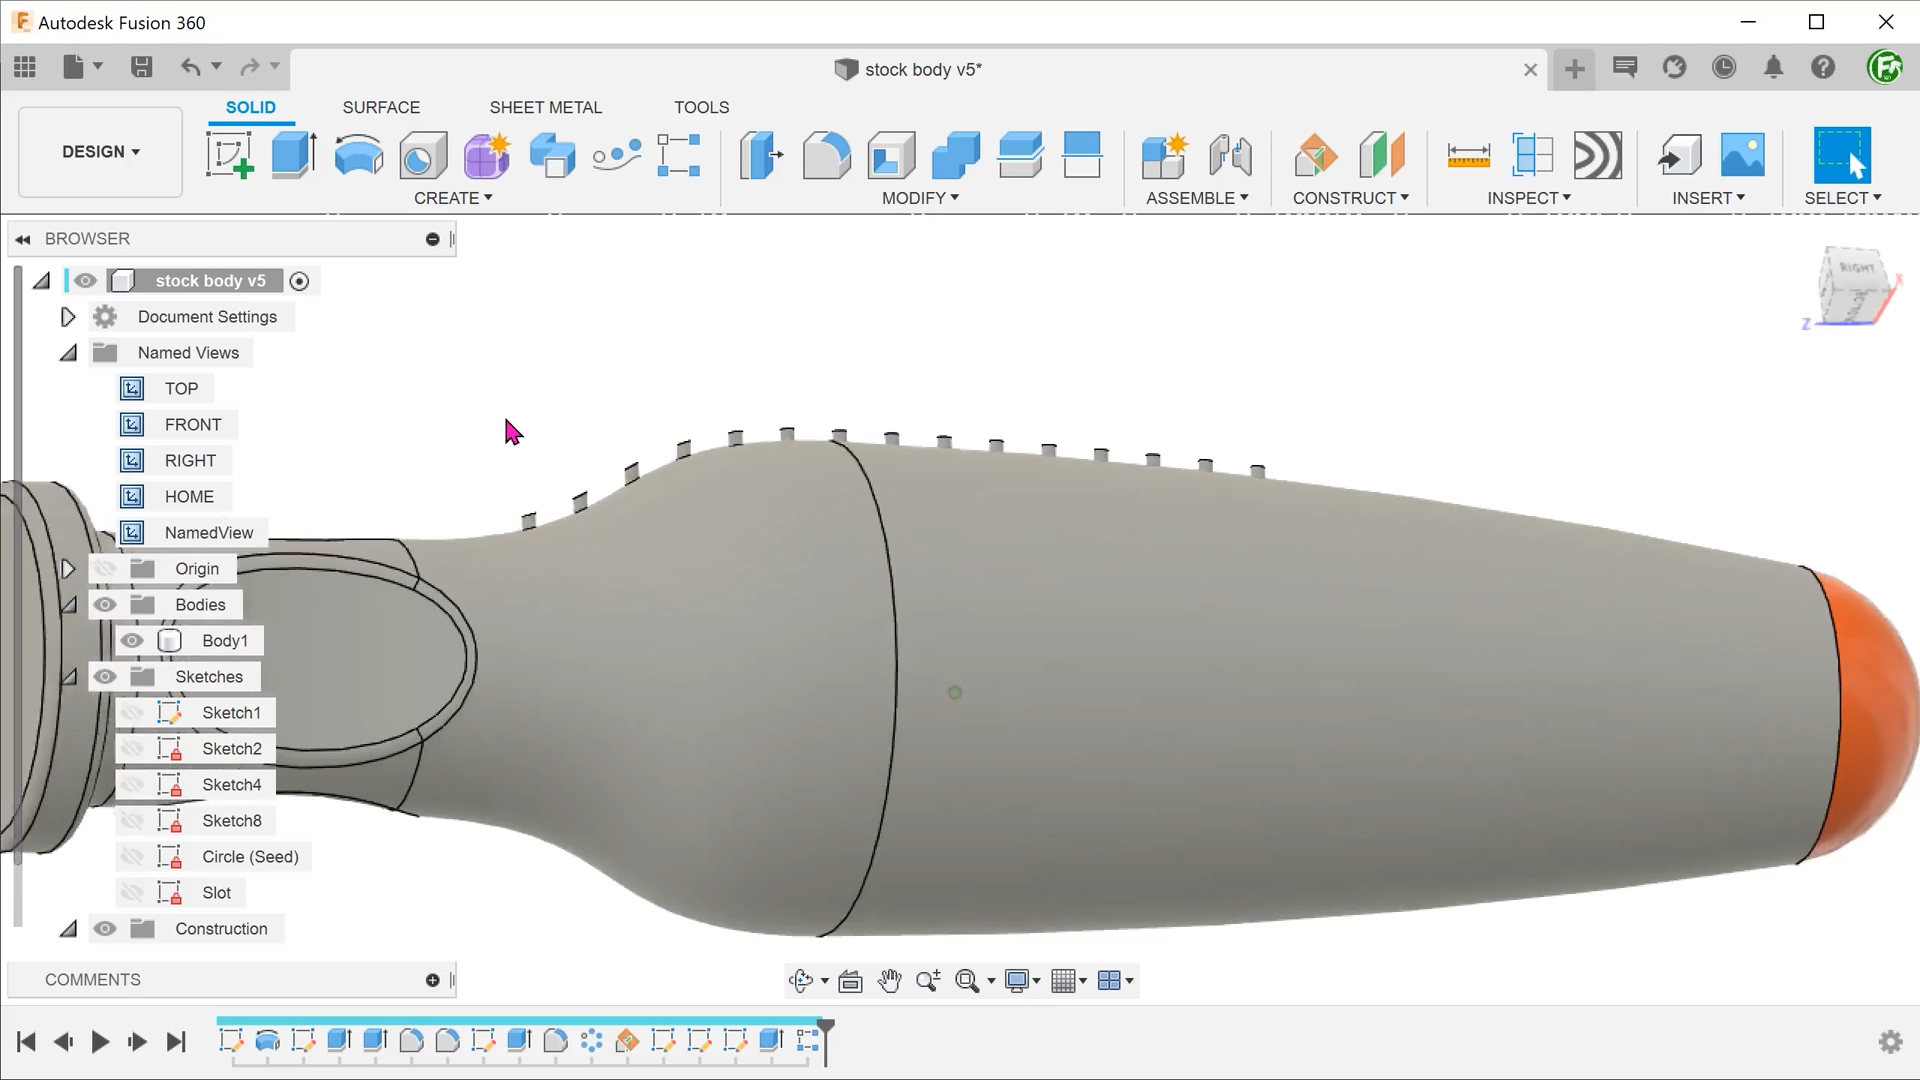 Autodesk Fusion 360
stock body v5*
SOLID SURFACE SHEET METAL TOOLS
DESIGN
CREATE MODIFY ASSEMBLE CONSTRUCT INSPECT INSERT SELECT
BROWSER
RIGHT
stock body v5
Document Settings
Z
Named Views
TOP
FRONT
RIGHT
HOME
NamedView
Origin
Bodies
Body1
Sketches
Sketch1
Sketch2
Sketch4
Sketch8
Circle (Seed)
Slot
Construction
COMMENTS